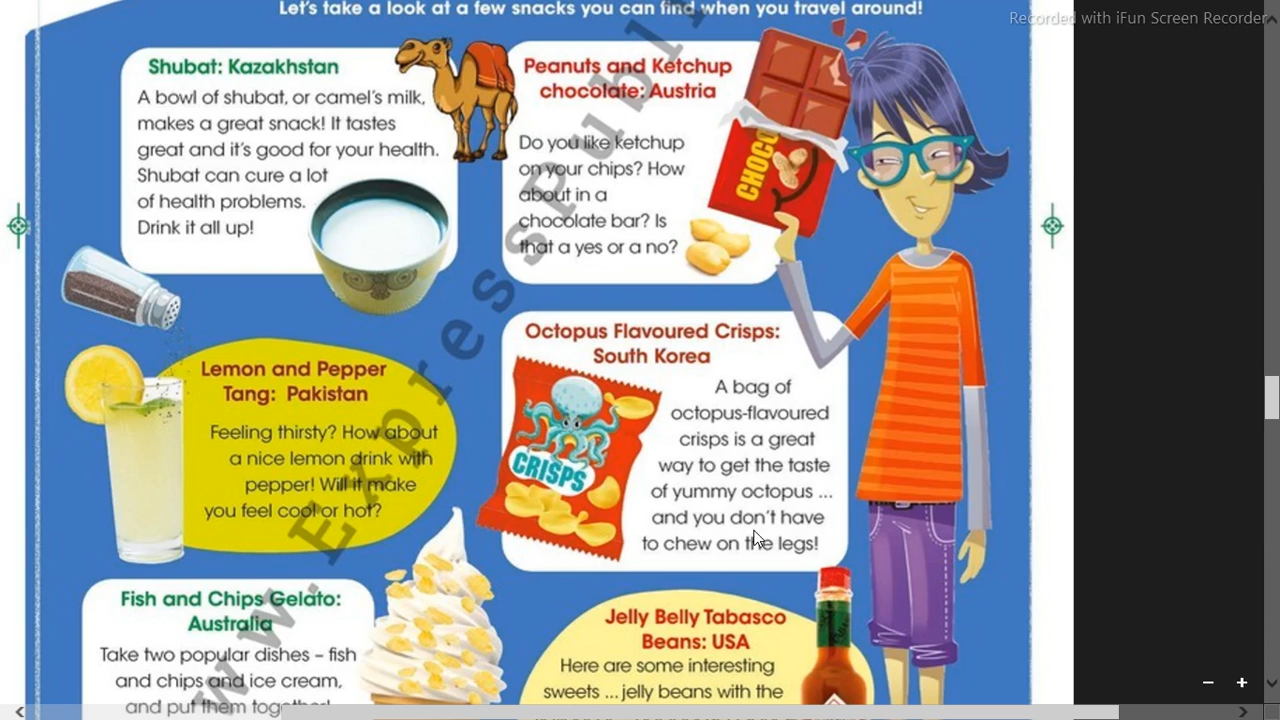 Let's take a look at a few snacks you can find when you travel around!
Recorded with iFun Screen Recorder
Shubat: Kazakhstan
A bowl of shubat, or camel's milk,
makes a great snack! It tastes
great and it's good for your health.
Shubat can cure a lot
of health problems.
Drink it all up!
Peanuts and Ketchup
chocolate: Austria
Do you like ketchup
on your chips? How
about in a
chocolate bar? Is
that a yes or a no?
CHOCO
Lemon and Pepper
Tang: Pakistan
Feeling thirsty? How about
a nice lemon drink with
pepper! Will it make
you feel cool or hot?
Octopus Flavoured Crisps:
South Korea
A bag of
octopus-flavoured
crisps is a great
way to get the taste
of yummy octopus ...
and you don't have
to chew on the legs!
CRISPS
Fish and Chips Gelato:
Australia
Take two popular dishes – fish
and chips and ice cream,
and put them together!
Jelly Belly Tabasco
Beans: USA
Here are some interesting
sweets ... jelly beans with the